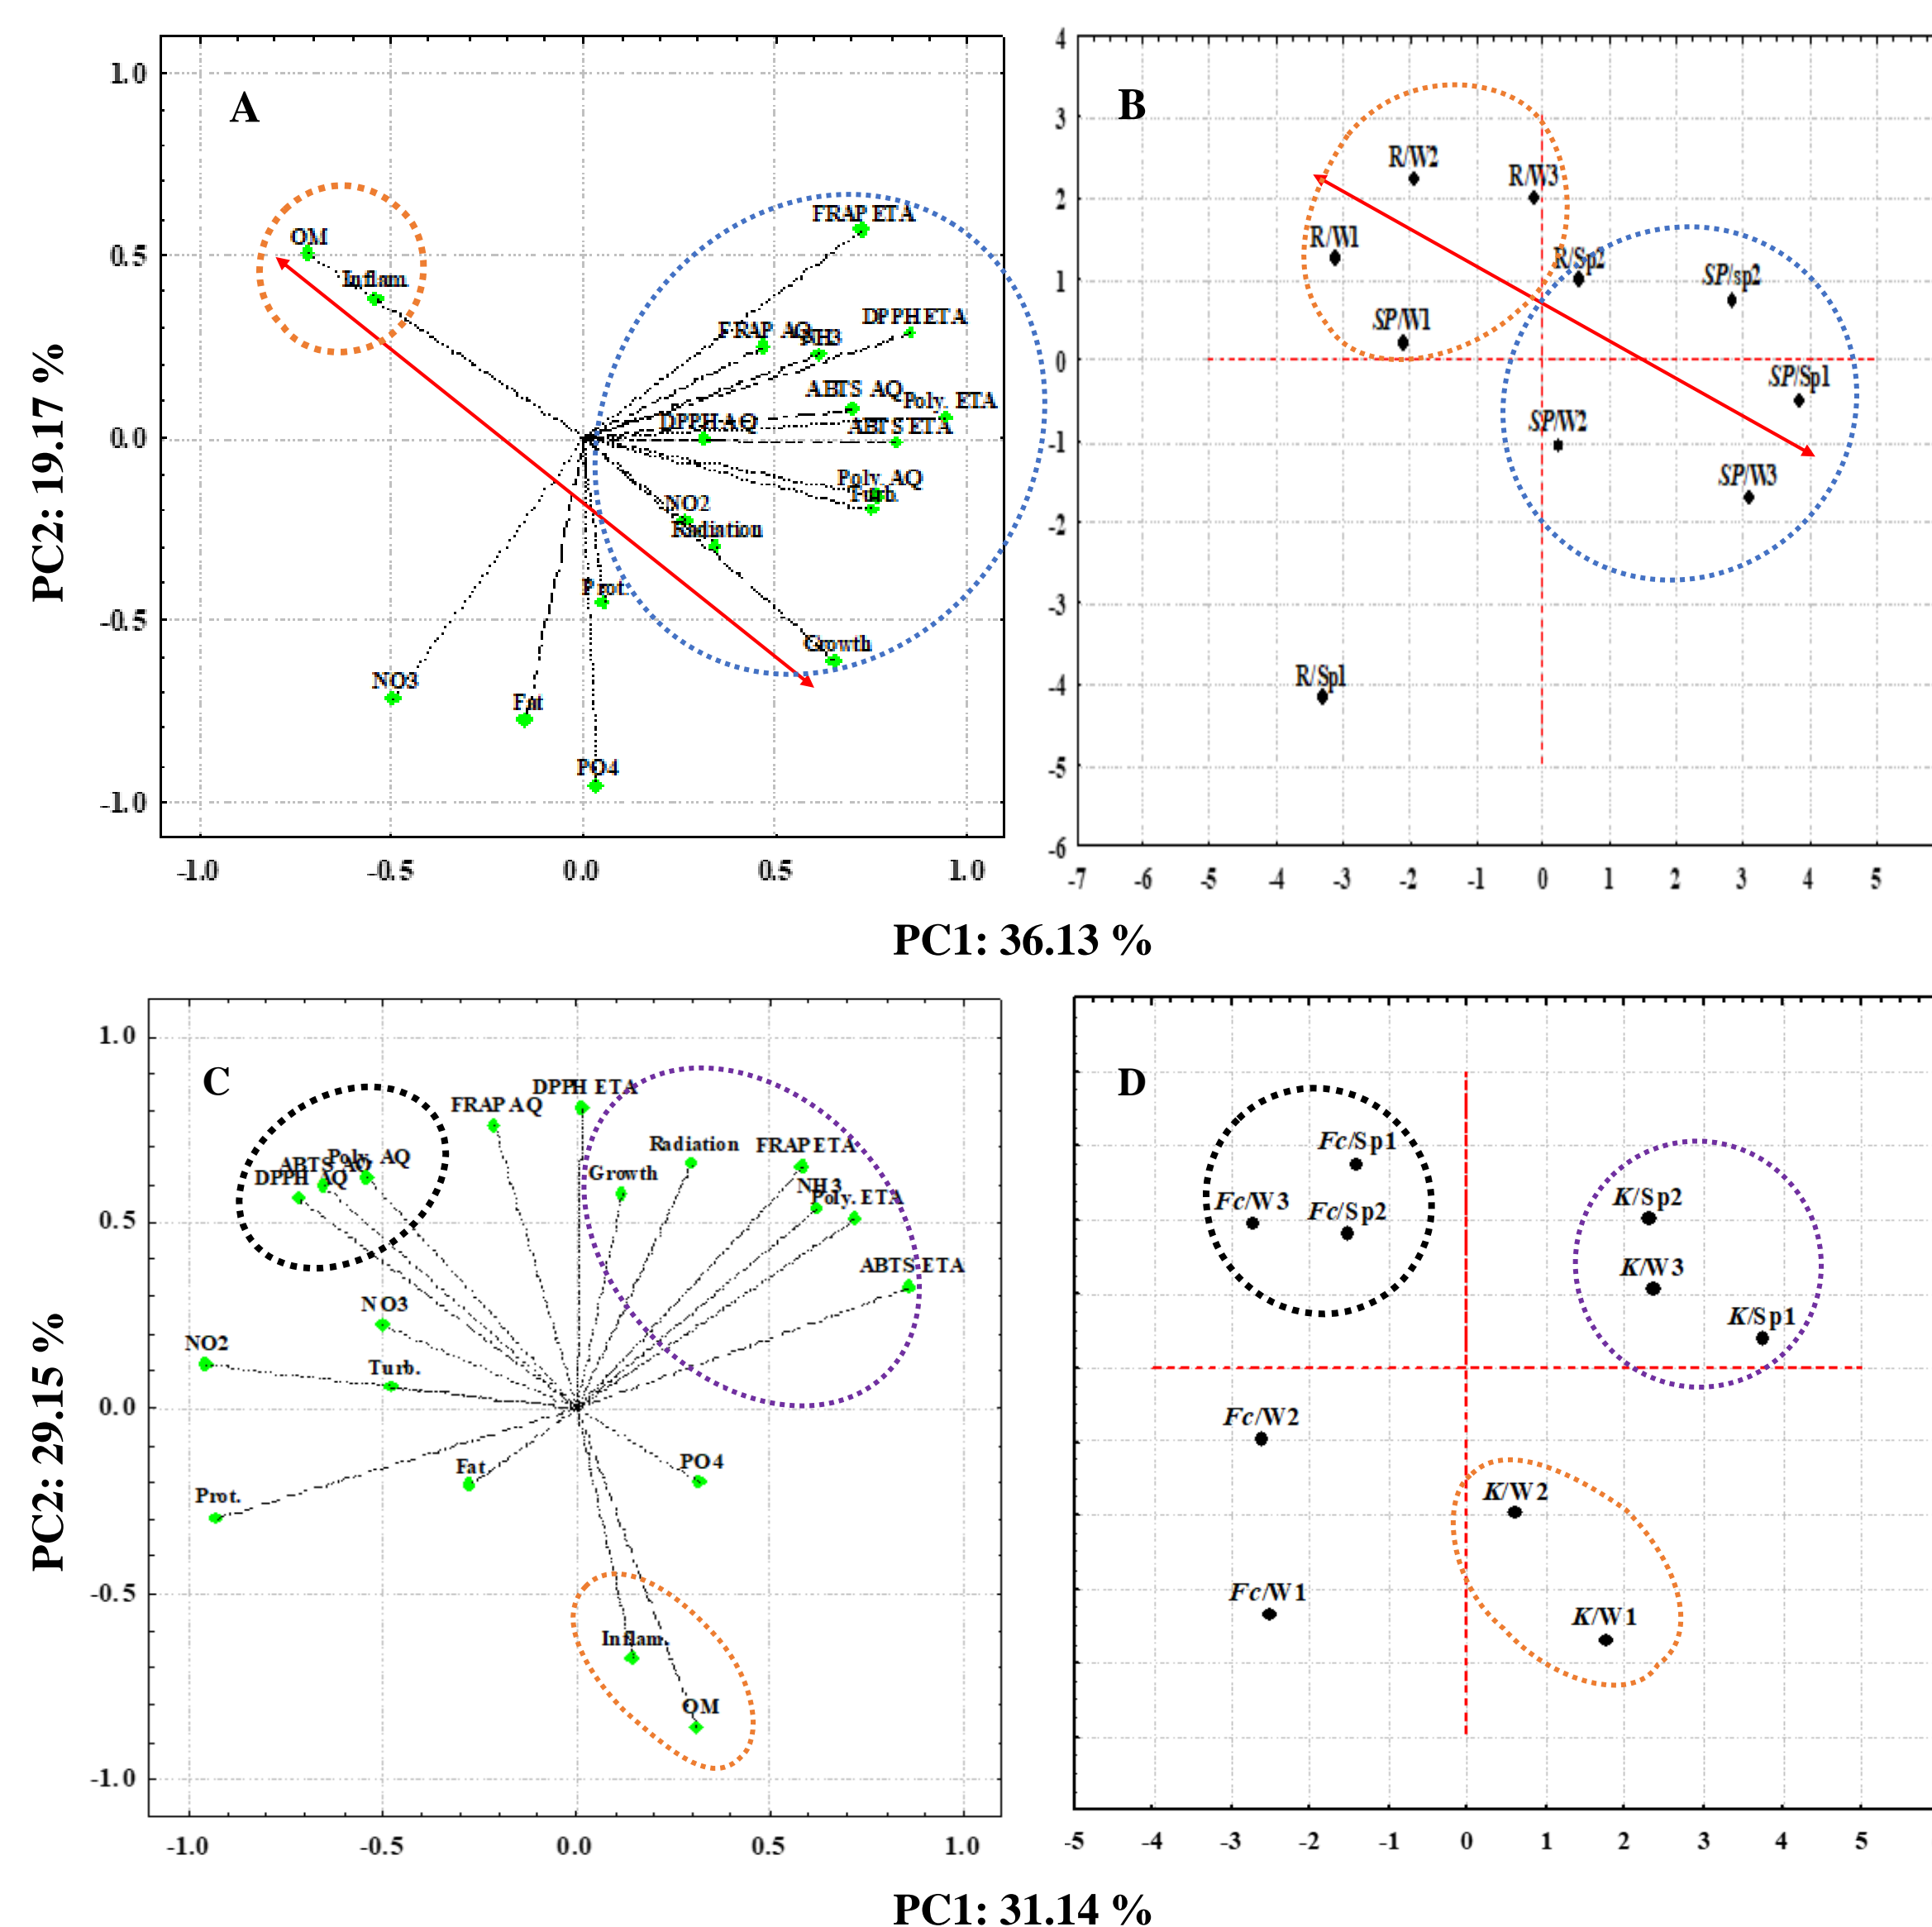 A
1.0
0.5
0.0
-0.5
-1.0
-1.0
-0.5
0.0
0.5
1.0
OM
Inflam.
FRAP ETA
DPPH ETA
FRAP AQ
NH3
ABTS AQ
Poly. ETA
DPPH AQ
ABTS ETA
Poly AQ
Turb.
NO2
Radiation
Prot.
Growth
NO3
Fat
PO4
PC2: 19.17 %
B
4
3
2
1
0
-1
-2
-3
-4
-5
-6
-7
-6
-5
-4
-3
-2
-1
0
1
2
3
4
5
R/W2
R/W3
R/W1
R/Sp2
SP/sp2
SP/W1
SP/Sp1
SP/W2
SP/W3
R/Sp1
PC1: 36.13 %
C
1.0
0.5
0.0
-0.5
-1.0
-1.0
-0.5
0.0
0.5
1.0
DPPH ETA
FRAP AQ
Poly. AQ
ABTS AQ
DPPH AQ
Radiation
FRAP ETA
Growth
NH3
Poly. ETA
ABTS ETA
NO3
NO2
Turb.
PO4
Fat
Prot.
Inflam.
OM
PC2: 29.15 %
D
Fc/Sp1
Fc/W3
Fc/Sp2
K/Sp2
K/W3
K/Sp1
Fc/W2
K/W2
Fc/W1
K/W1
-5
-4
-3
-2
-1
0
1
2
3
4
5
PC1: 31.14 %